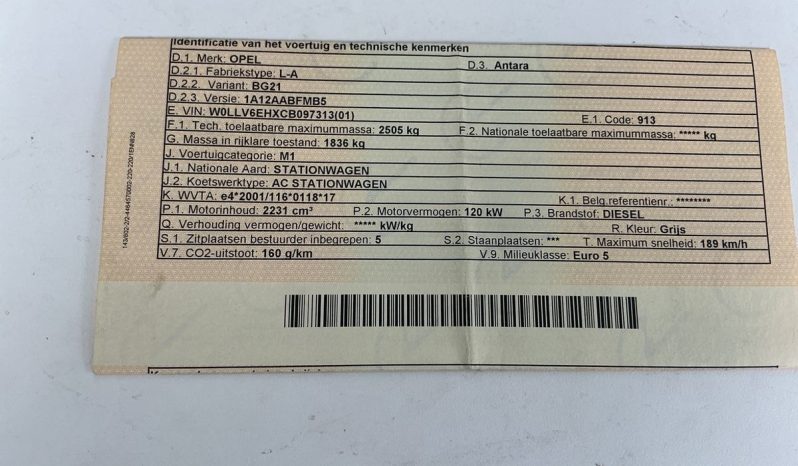 Identificatie van het voertuig en technische kenmerken
D.1. Merk: OPEL D.3. Antara
D.2.1. Fabriekstype: L-A
D.2.2. Variant: BG21
D.2.3. Versie: 1A12AABFMB5
E. VIN: W0LLV6EHXCB097313(01) E.1. Code: 913
F.1. Tech. toelaatbare maximummassa: 2505 kg F.2. Nationale toelaatbare maximummassa: ***** kg
G. Massa in rijklare toestand: 1836 kg
J. Voertuigcategorie: M1
J.1. Nationale Aard: STATIONWAGEN
J.2. Koetswerktype: AC STATIONWAGEN
K. WVTA: e4*2001/116*0118*17 K.1. Belg.referentienr.: ********
P.1. Motorinhoud: 2231 cm³ P.2. Motorvermogen: 120 kW P.3. Brandstof: DIESEL
Q. Verhouding vermogen/gewicht: ***** kW/kg R. Kleur: Grijs
S.1. Zitplaatsen bestuurder inbegrepen: 5 S.2. Staanplaatsen: *** T. Maximum snelheid: 189 km/h
V.7. CO2-uitstoot: 160 g/km V.9. Milieuklasse: Euro 5